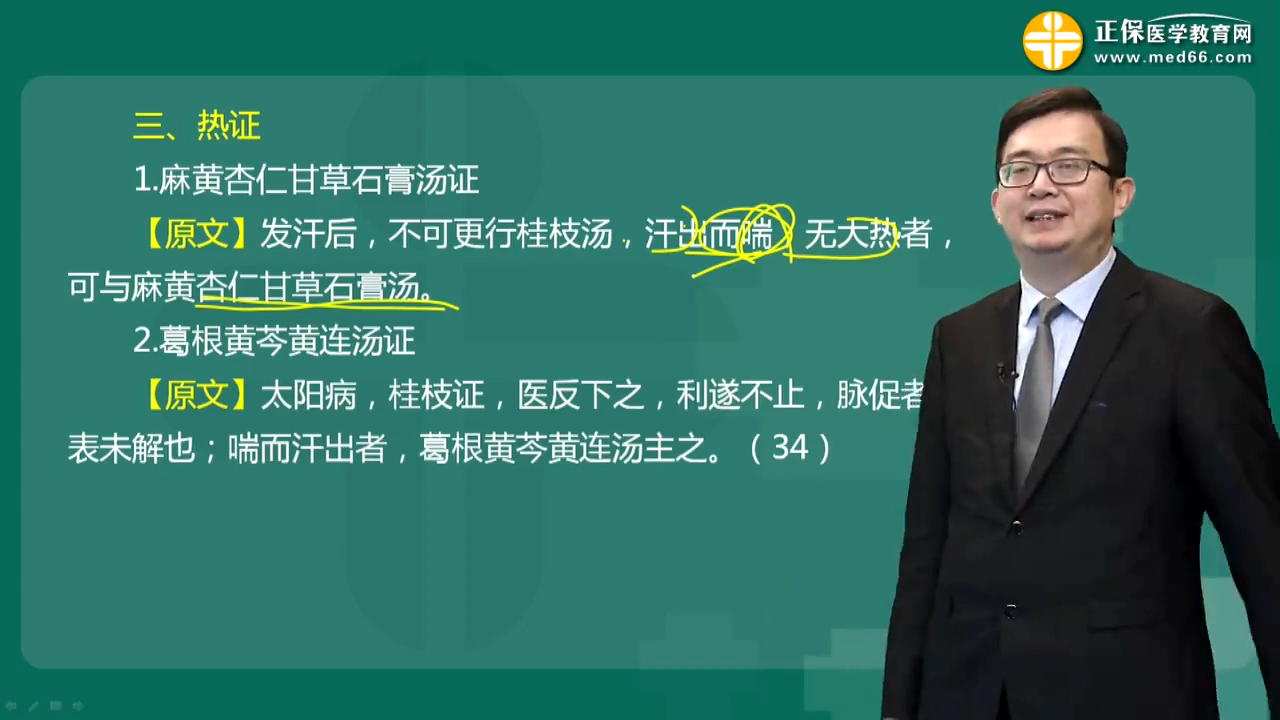 正保医学教育网
www.med66.com
三、热证
1.麻黄杏仁甘草石膏汤证
【原文】发汗后，不可更行桂枝汤，汗出而喘，无大热者，
可与麻黄杏仁甘草石膏汤。
2.葛根黄芩黄连汤证
【原文】太阳病，桂枝证，医反下之，利遂不止，脉促者
表未解也；喘而汗出者，葛根黄芩黄连汤主之。（34）